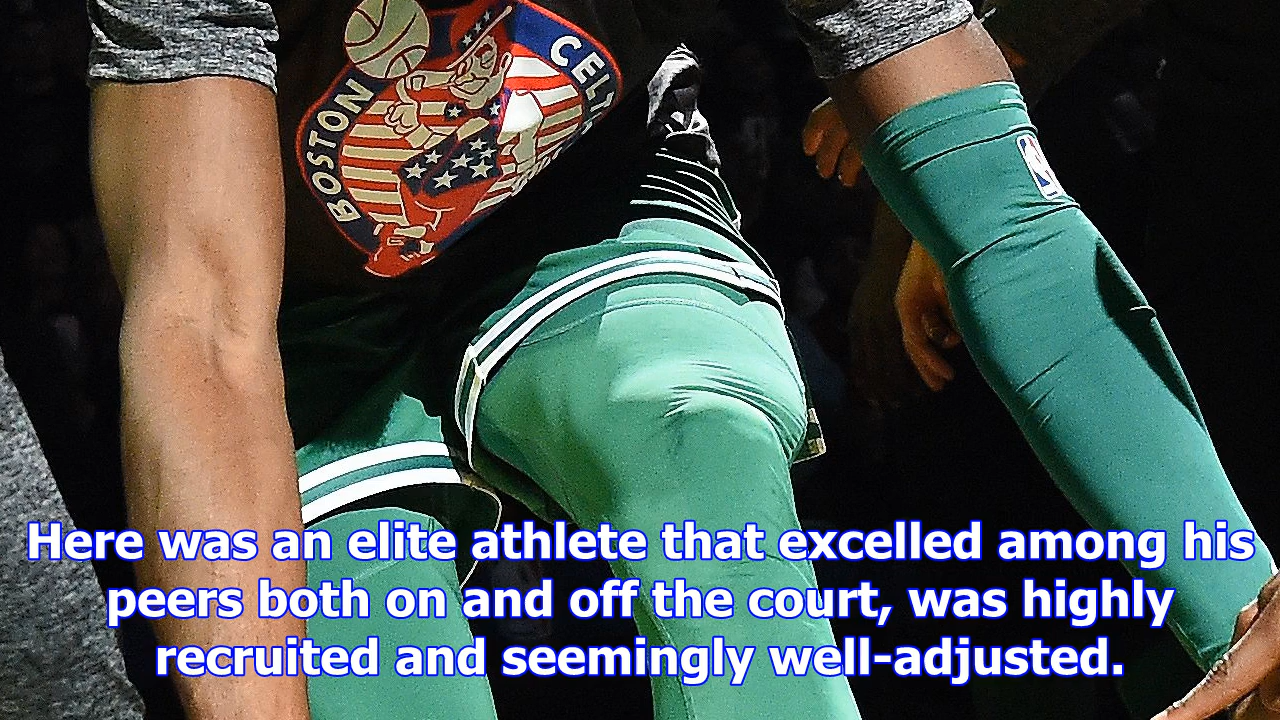 BOSTON
CELT
Here was an elite athlete that excelled among his
peers both on and off the court, was highly
recruited and seemingly well-adjusted.